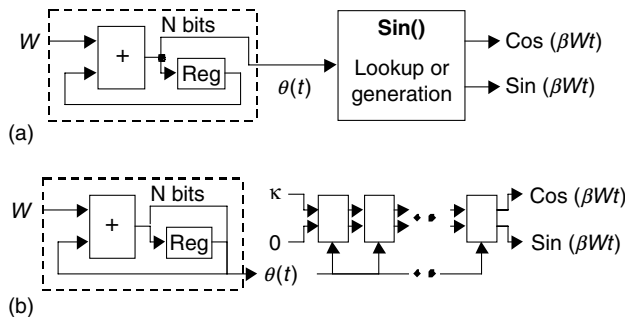 W
+
N bits
Reg
θ(t)
Sin()
Lookup or
generation
Cos (βWt)
Sin (βWt)
(a)
W
+
N bits
Reg
θ(t)
κ
0
Cos (βWt)
Sin (βWt)
(b)